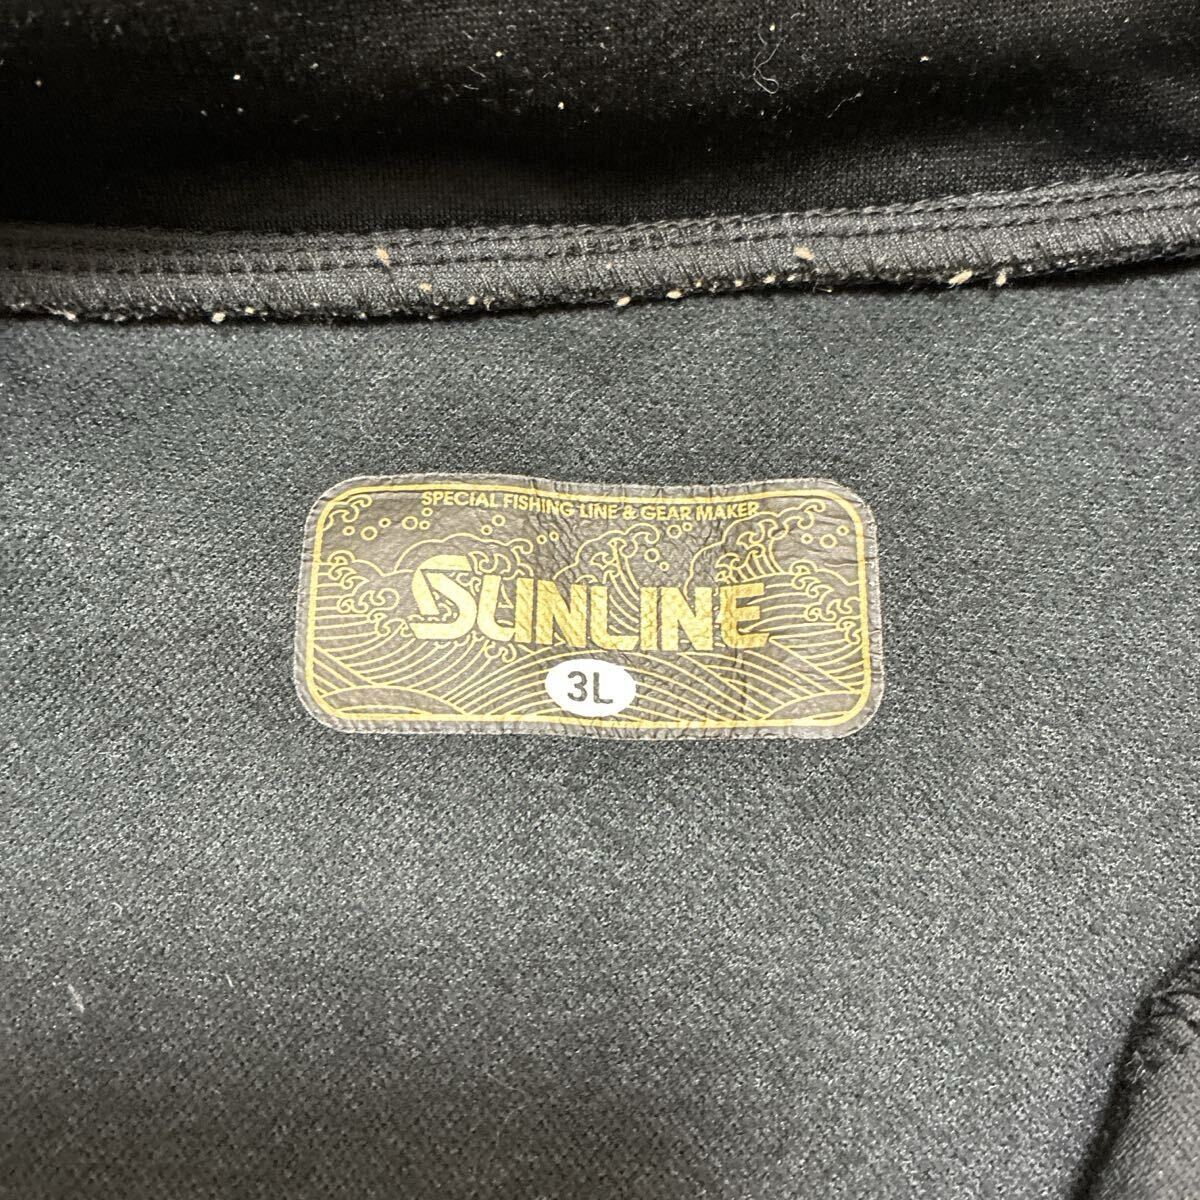 SPECIAL FISHING LINE & GEAR MAKER
SUNLINE
3L